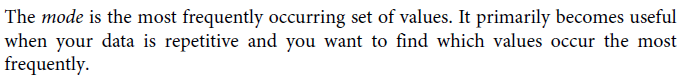 The mode is the most frequently occurring set of values. It primarily becomes useful
when your data is repetitive and you want to find which values occur the most
frequently.